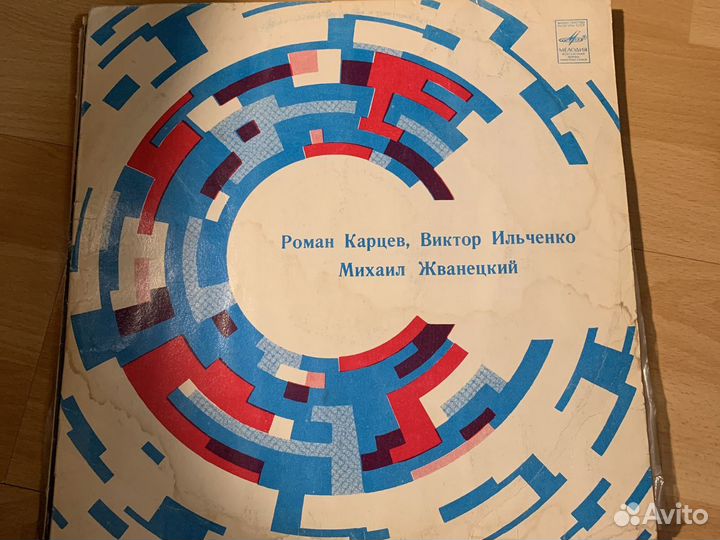 МЕЛОДИЯ
Роман Карцев, Виктор Ильченко
Михаил Жванецкий
Avito